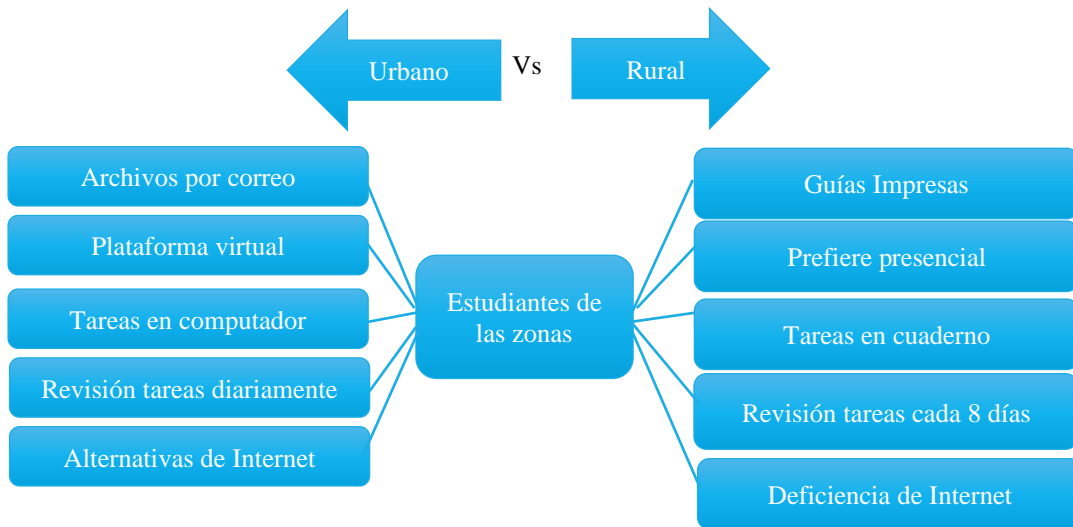 Urbano
Vs
Rural
Archivos por correo
Plataforma virtual
Tareas en computador
Revisión tareas diariamente
Alternativas de Internet
Estudiantes de
las zonas
Guías Impresas
Prefiere presencial
Tareas en cuaderno
Revisión tareas cada 8 días
Deficiencia de Internet